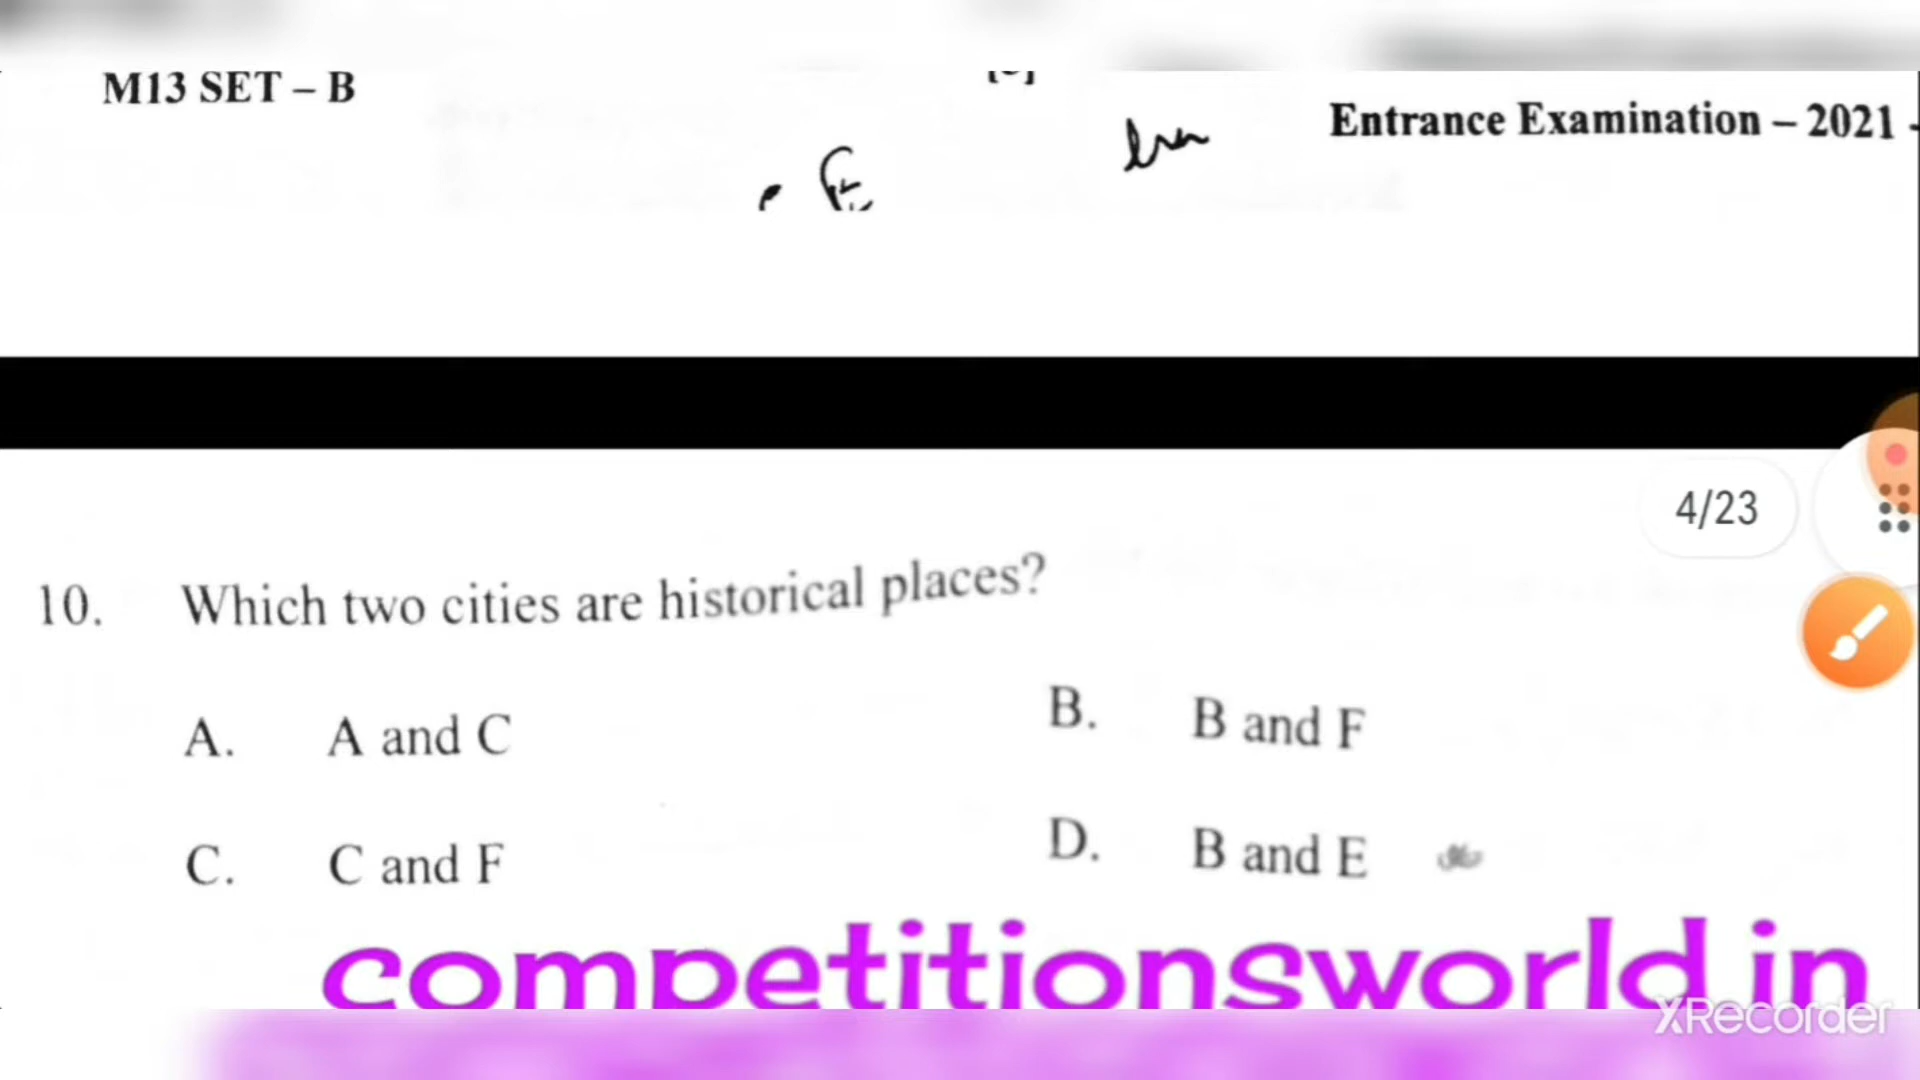 M13 SET – B
Entrance Examination – 2021 -
4/23
10. Which two cities are historical places?
A. A and C
B. B and F
C. C and F
D. B and E
competitionsworld.in
XRecorder